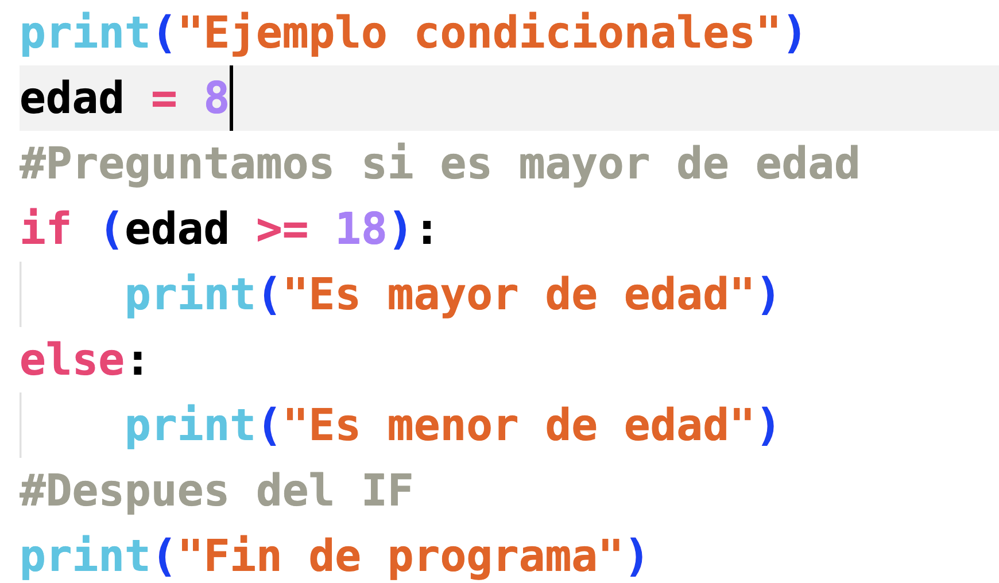 print("Ejemplo condicionales")
edad = 8
#Preguntamos si es mayor de edad
if (edad >= 18):
    print("Es mayor de edad")
else:
    print("Es menor de edad")
#Despues del IF
print("Fin de programa")